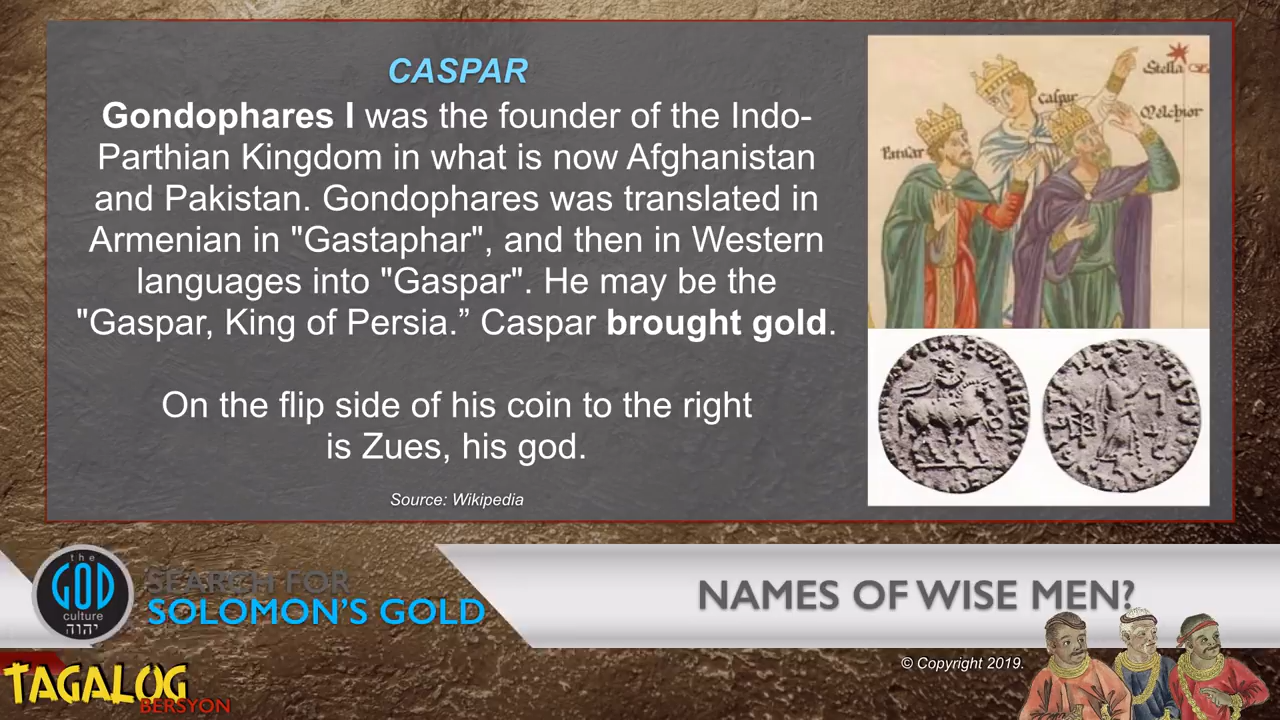 CASPAR
Gondophares I was the founder of the Indo-
Parthian Kingdom in what is now Afghanistan
and Pakistan. Gondophares was translated in
Armenian in "Gastaphar", and then in Western
languages into "Gaspar". He may be the
"Gaspar, King of Persia.” Caspar brought gold.
On the flip side of his coin to the right
is Zues, his god.
Source: Wikipedia
Stella
Caspar
Melchior
the
GOD
culture
יהוה
SEARCH FOR
SOLOMON'S GOLD
NAMES OF WISE MEN?
TAGALOG
BERSYON
© Copyright 2019.